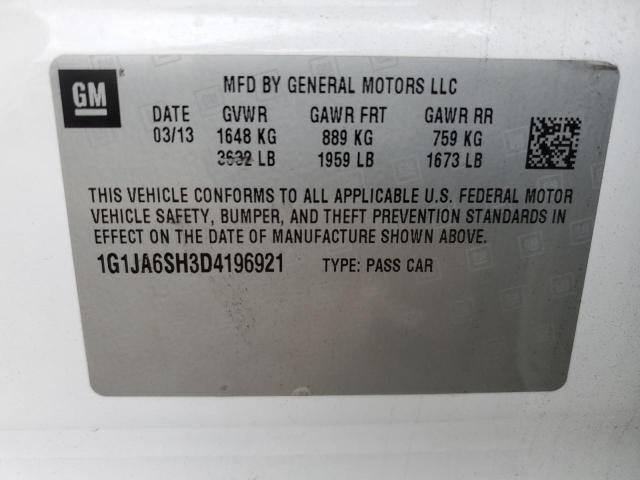 GM
MFD BY GENERAL MOTORS LLC
DATE GVWR GAWR FRT GAWR RR
03/13 1648 KG 889 KG 759 KG
3632 LB 1959 LB 1673 LB
THIS VEHICLE CONFORMS TO ALL APPLICABLE U.S. FEDERAL MOTOR
VEHICLE SAFETY, BUMPER, AND THEFT PREVENTION STANDARDS IN
EFFECT ON THE DATE OF MANUFACTURE SHOWN ABOVE.
1G1JA6SH3D4196921 TYPE: PASS CAR